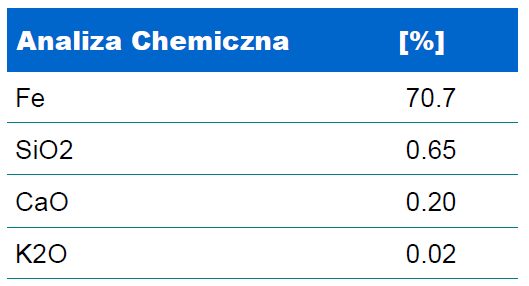 Analiza Chemiczna [%]
Fe 70.7
SiO2 0.65
CaO 0.20
K2O 0.02